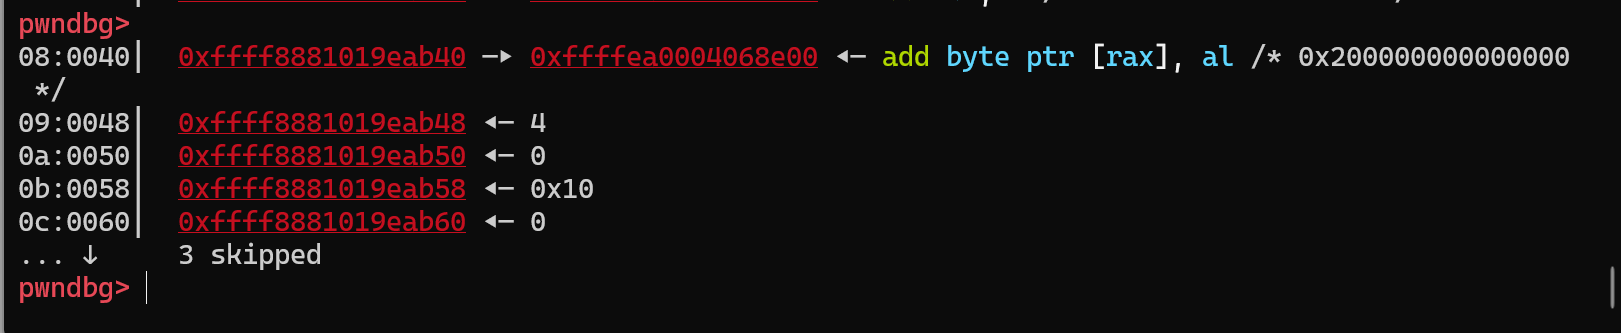 pwndbg>
08:0040│  0xffff8881019eab40 —▸ 0xffffea0004068e00 ◂— add byte ptr [rax], al /* 0x200000000000000
 */
09:0048│  0xffff8881019eab48 ◂— 4
0a:0050│  0xffff8881019eab50 ◂— 0
0b:0058│  0xffff8881019eab58 ◂— 0x10
0c:0060│  0xffff8881019eab60 ◂— 0
... ↓     3 skipped
pwndbg>